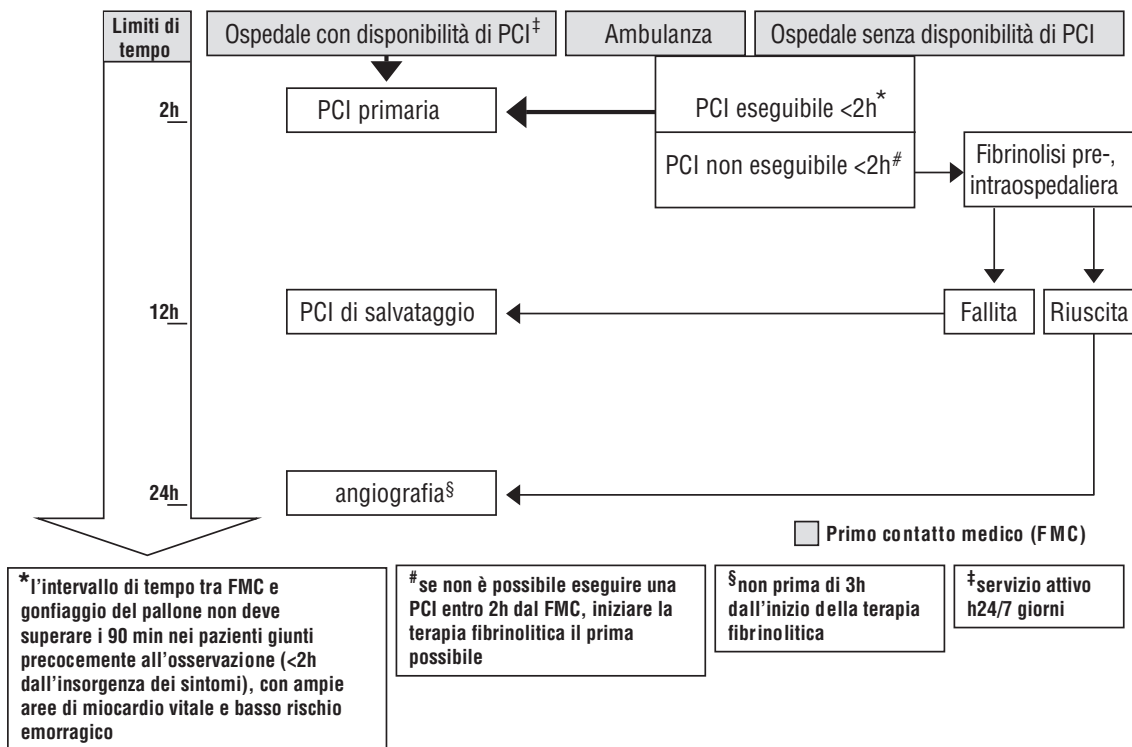 Limiti di
tempo
Ospedale con disponibilità di PCI‡
Ambulanza
Ospedale senza disponibilità di PCI
2h
PCI primaria
PCI eseguibile <2h*
PCI non eseguibile <2h#
Fibrinolisi pre-,
intraospedaliera
12h
PCI di salvataggio
Fallita
Riuscita
24h
angiografia§
Primo contatto medico (FMC)
*l'intervallo di tempo tra FMC e
gonfiaggio del pallone non deve
superare i 90 min nei pazienti giunti
precocemente all'osservazione (<2h
dall'insorgenza dei sintomi), con ampie
aree di miocardio vitale e basso rischio
emorragico
#se non è possibile eseguire una
PCI entro 2h dal FMC, iniziare la
terapia fibrinolitica il prima
possibile
§non prima di 3h
dall'inizio della terapia
fibrinolitica
‡servizio attivo
h24/7 giorni